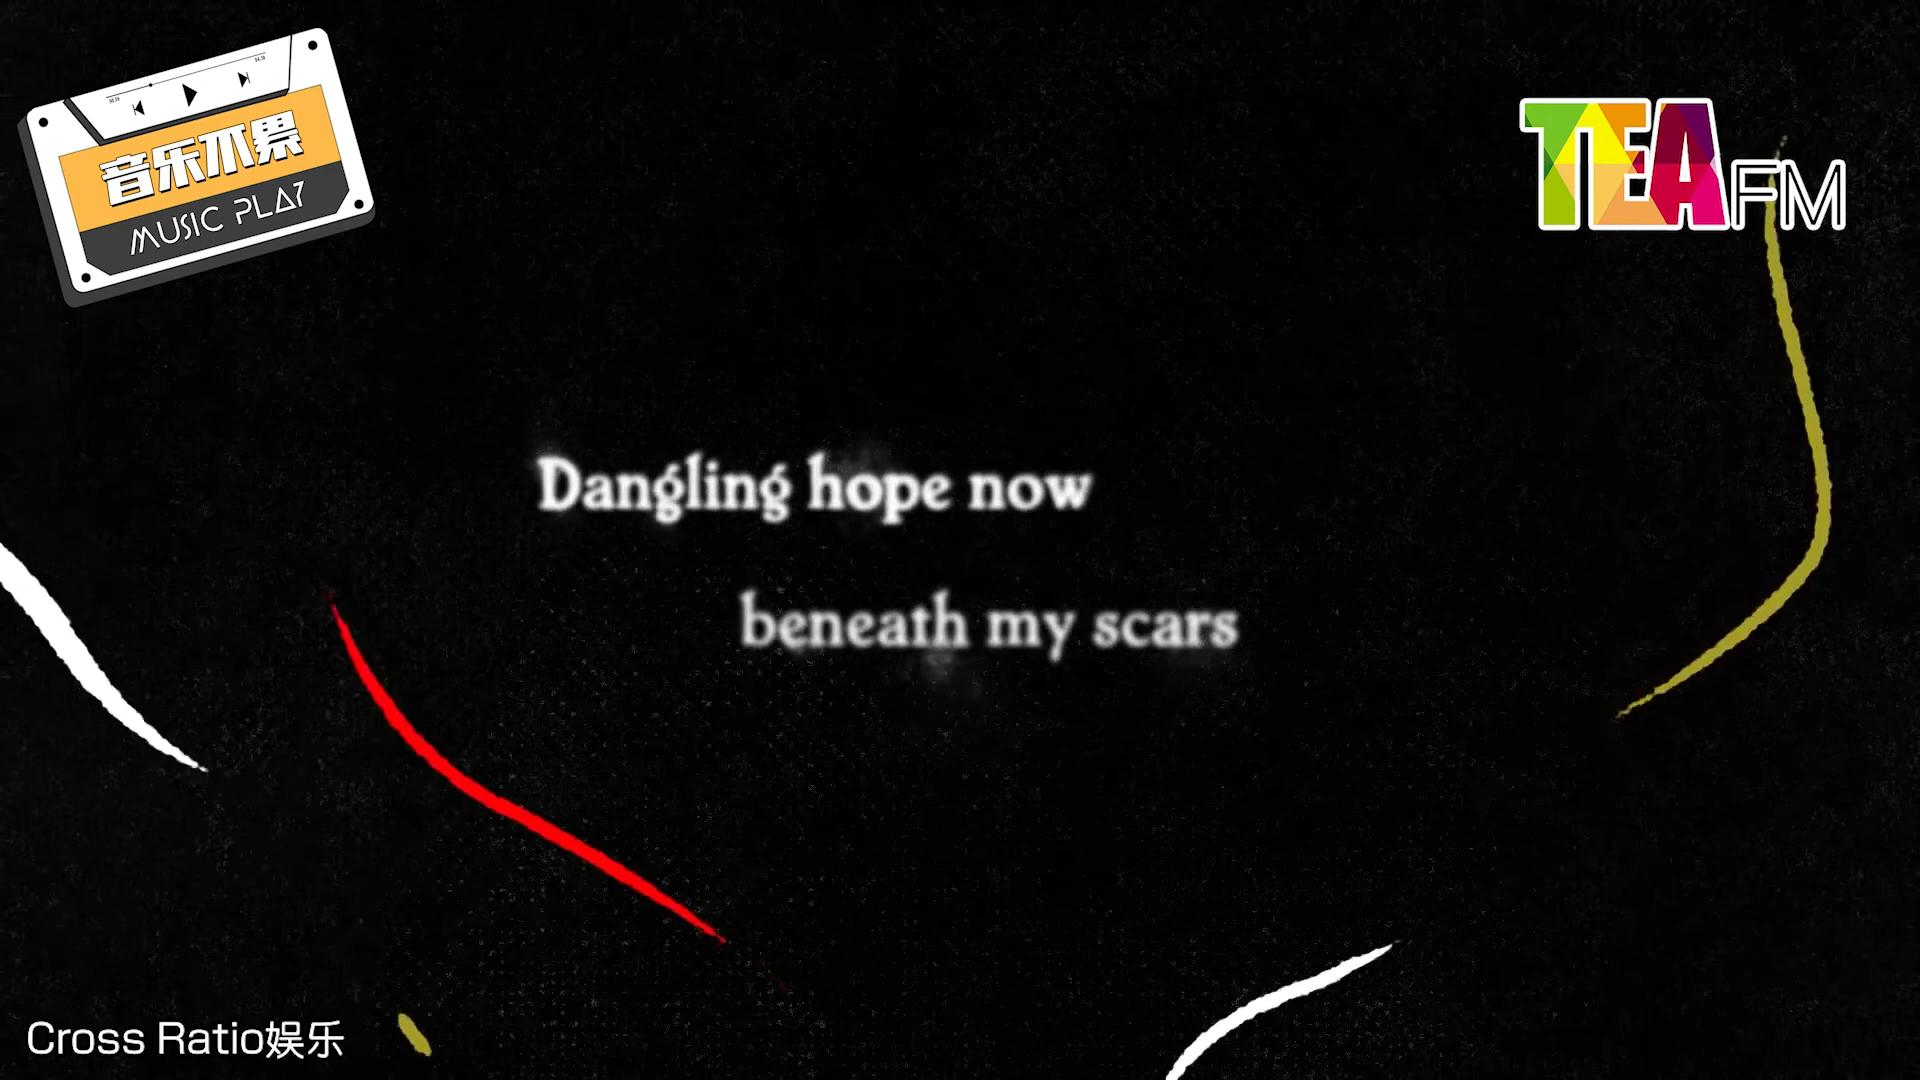 音乐不累
MUSIC PLAY
TEA FM
Dangling hope now
beneath my scars
Cross Ratio娱乐